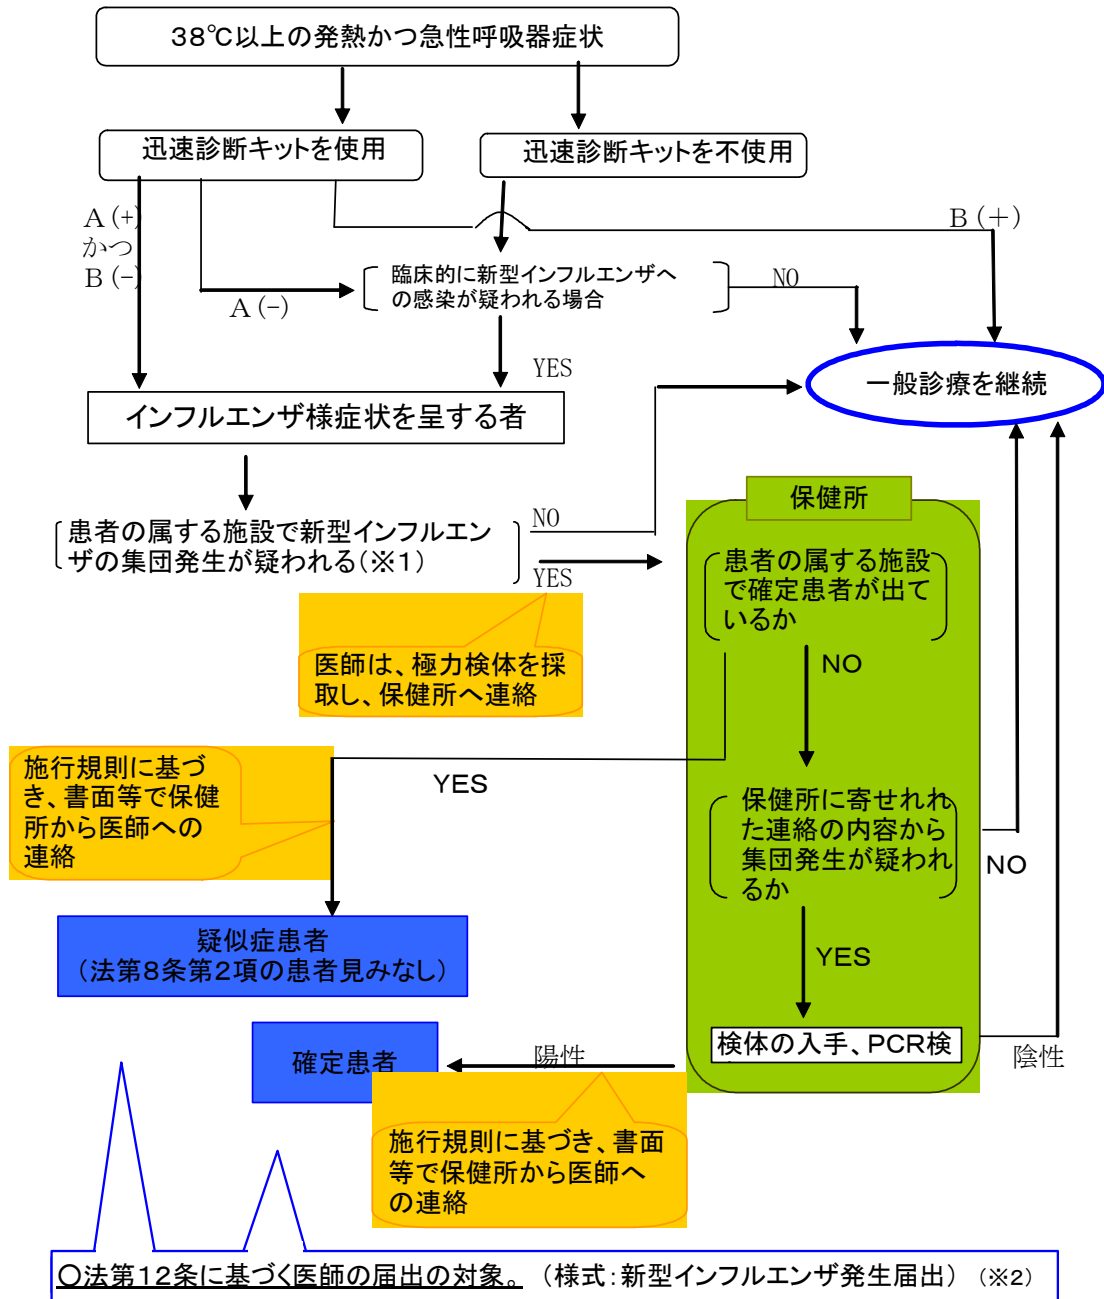 38℃以上の発熱かつ急性呼吸器症状
迅速診断キットを使用
迅速診断キットを不使用
A(+)
かつ
B(-)
A(-)
B(＋)
臨床的に新型インフルエンザへ
の感染が疑われる場合
NO
YES
一般診療を継続
インフルエンザ様症状を呈する者
患者の属する施設で新型インフルエン
ザの集団発生が疑われる(※1)
NO
YES
医師は、極力検体を採
取し、保健所へ連絡
保健所
患者の属する施設
で確定患者が出て
いるか
NO
YES
施行規則に基づ
き、書面等で保健
所から医師への
連絡
保健所に寄せれれ
た連絡の内容から
集団発生が疑われ
るか
NO
YES
疑似症患者
(法第8条第2項の患者見みなし)
検体の入手、PCR検
陰性
陽性
確定患者
施行規則に基づき、書面
等で保健所から医師へ
の連絡
〇法第12条に基づく医師の届出の対象。 (様式:新型インフルエンザ発生届出) (※2)